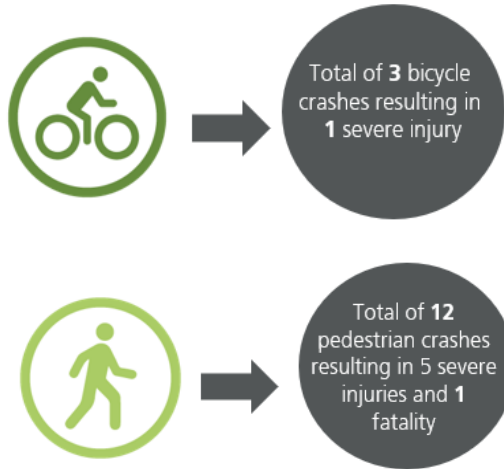 Total of 3 bicycle
crashes resulting in
1 severe injury
Total of 12
pedestrian crashes
resulting in 5 severe
injuries and 1
fatality